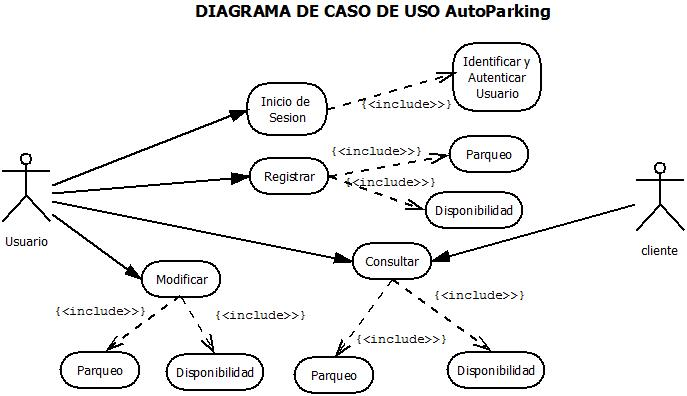 DIAGRAMA DE CASO DE USO AutoParking
Identificar y
Autenticar
Usuario
Inicio de
Sesion
{<include>>}
{<include>>}
Parqueo
Registrar
{<include>>}
Disponibilidad
Usuario
cliente
Consultar
Modificar
{<include>>}
{<include>>}
{<include>>}
{<include>>}
Parqueo
Disponibilidad
Parqueo
Disponibilidad